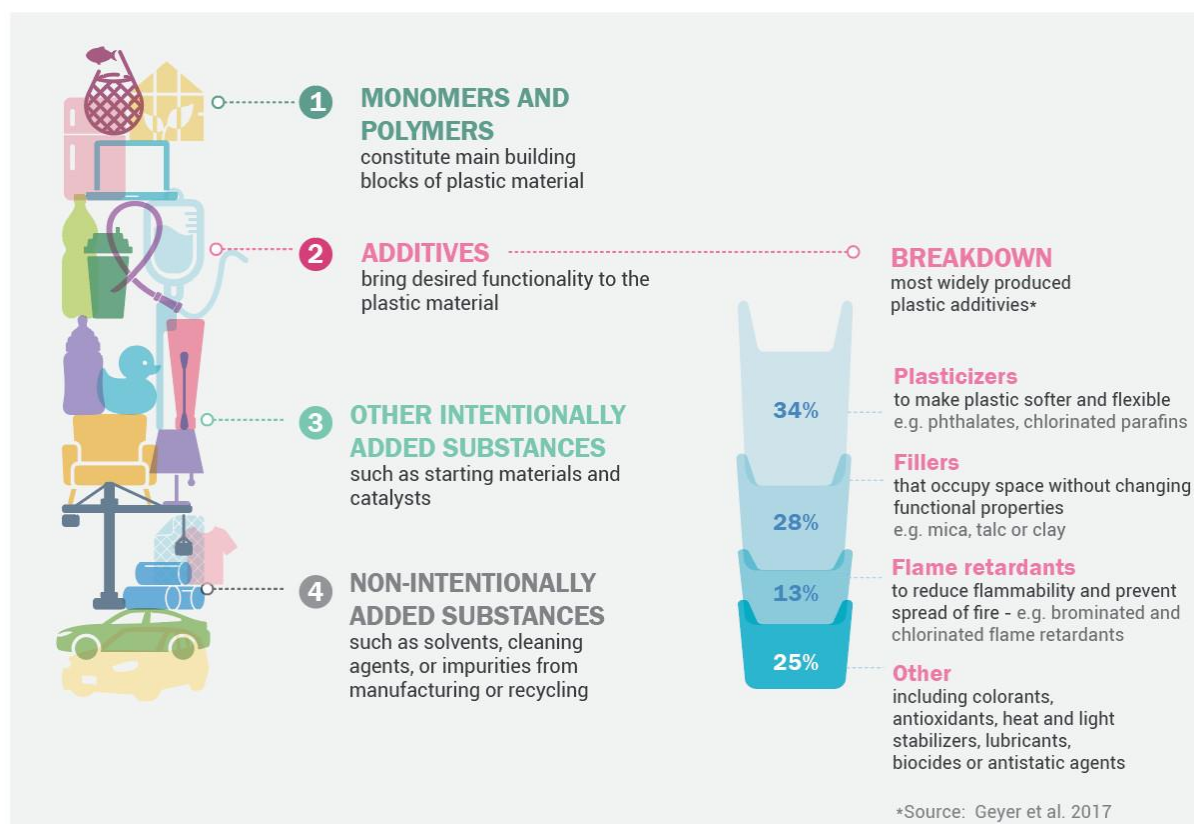 1
MONOMERS AND
POLYMERS
constitute main building
blocks of plastic material
2
ADDITIVES
bring desired functionality to the
plastic material
3
OTHER INTENTIONALLY
ADDED SUBSTANCES
such as starting materials and
catalysts
4
NON-INTENTIONALLY
ADDED SUBSTANCES
such as solvents, cleaning
agents, or impurities from
manufacturing or recycling
BREAKDOWN
most widely produced
plastic additivies*
34%
Plasticizers
to make plastic softer and flexible
e.g. phthalates, chlorinated parafins
28%
Fillers
that occupy space without changing
functional properties
e.g. mica, talc or clay
13%
Flame retardants
to reduce flammability and prevent
spread of fire - e.g. brominated and
chlorinated flame retardants
25%
Other
including colorants,
antioxidants, heat and light
stabilizers, lubricants,
biocides or antistatic agents
*Source: Geyer et al. 2017